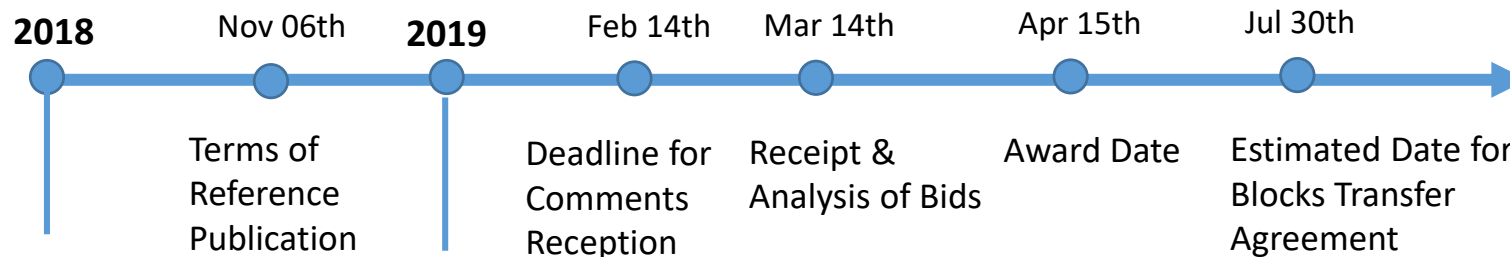 2018
Nov 06th
2019
Feb 14th
Mar 14th
Apr 15th
Jul 30th
Terms of
Reference
Publication
Deadline for
Comments
Reception
Receipt &
Analysis of Bids
Award Date
Estimated Date for
Blocks Transfer
Agreement